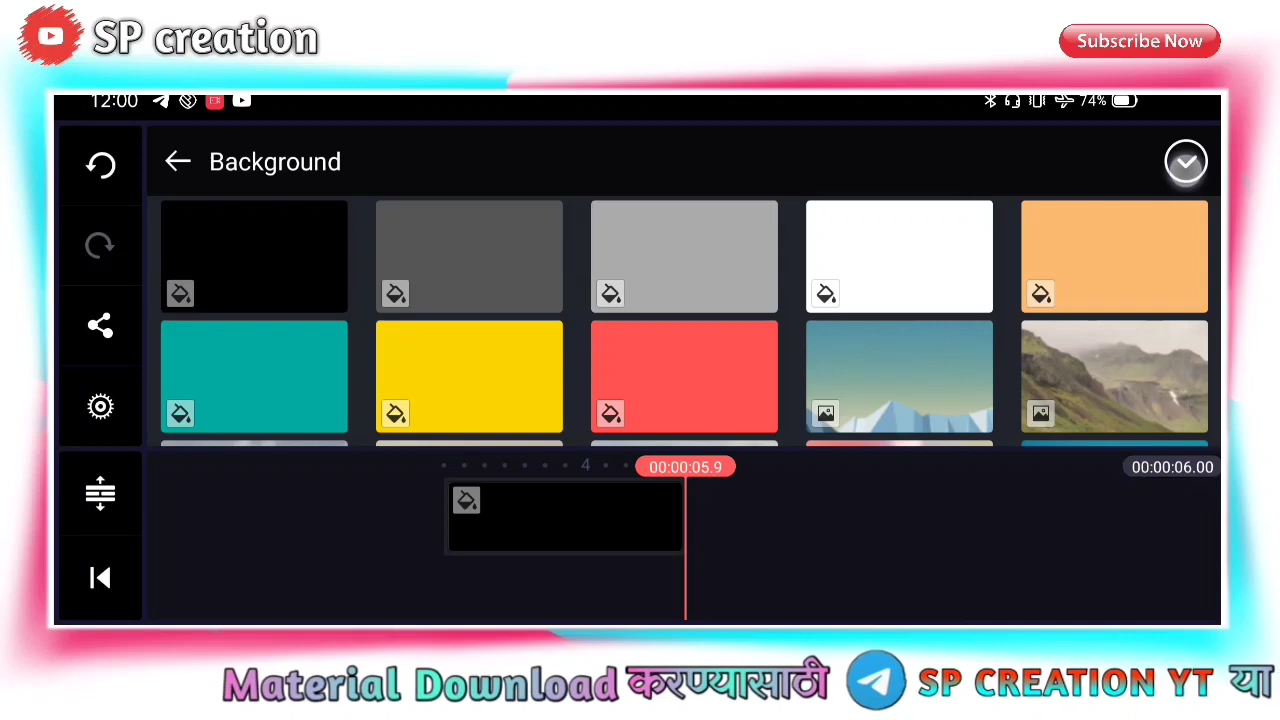 SP creation
Subscribe Now
12:00 74%
Background
4 00:00:05.9 00:00:06.00
Material Download करण्यासाठी SP CREATION YT या